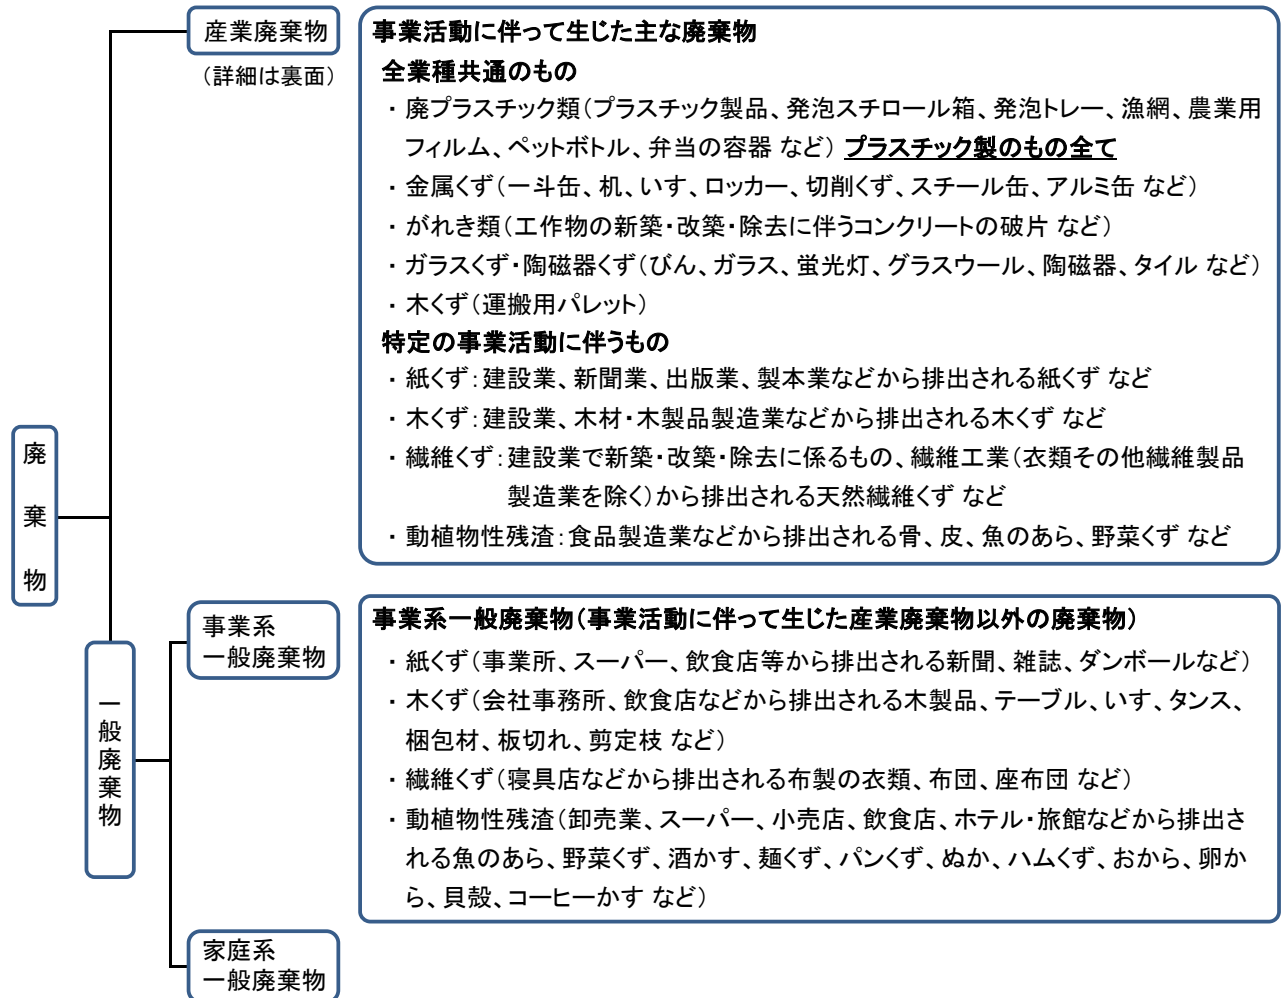 産業廃棄物
（詳細は裏面）
事業活動に伴って生じた主な廃棄物
全業種共通のもの
・廃プラスチック類（プラスチック製品、発泡スチロール箱、発泡トレー、漁網、農業用
フィルム、ペットボトル、弁当の容器 など） プラスチック製のもの全て
・金属くず（一斗缶、机、いす、ロッカー、切削くず、スチール缶、アルミ缶 など）
・がれき類（工作物の新築・改築・除去に伴うコンクリートの破片 など）
・ガラスくず・陶磁器くず（びん、ガラス、蛍光灯、グラスウール、陶磁器、タイル など）
・木くず（運搬用パレット）
特定の事業活動に伴うもの
・紙くず：建設業、新聞業、出版業、製本業などから排出される紙くず など
・木くず：建設業、木材・木製品製造業などから排出される木くず など
・繊維くず：建設業で新築・改築・除去に係るもの、繊維工業（衣類その他繊維製品
製造業を除く）から排出される天然繊維くず など
・動植物性残渣：食品製造業などから排出される骨、皮、魚のあら、野菜くず など
廃棄物
一般廃棄物
事業系
一般廃棄物
事業系一般廃棄物（事業活動に伴って生じた産業廃棄物以外の廃棄物）
・紙くず（事業所、スーパー、飲食店等から排出される新聞、雑誌、ダンボールなど）
・木くず（会社事務所、飲食店などから排出される木製品、テーブル、いす、タンス、
梱包材、板切れ、剪定枝 など）
・繊維くず（寝具店などから排出される布製の衣類、布団、座布団 など）
・動植物性残渣（卸売業、スーパー、小売店、飲食店、ホテル・旅館などから排出さ
れる魚のあら、野菜くず、酒かす、麺くず、パンくず、ぬか、ハムくず、おから、卵か
ら、貝殻、コーヒーかす など）
家庭系
一般廃棄物